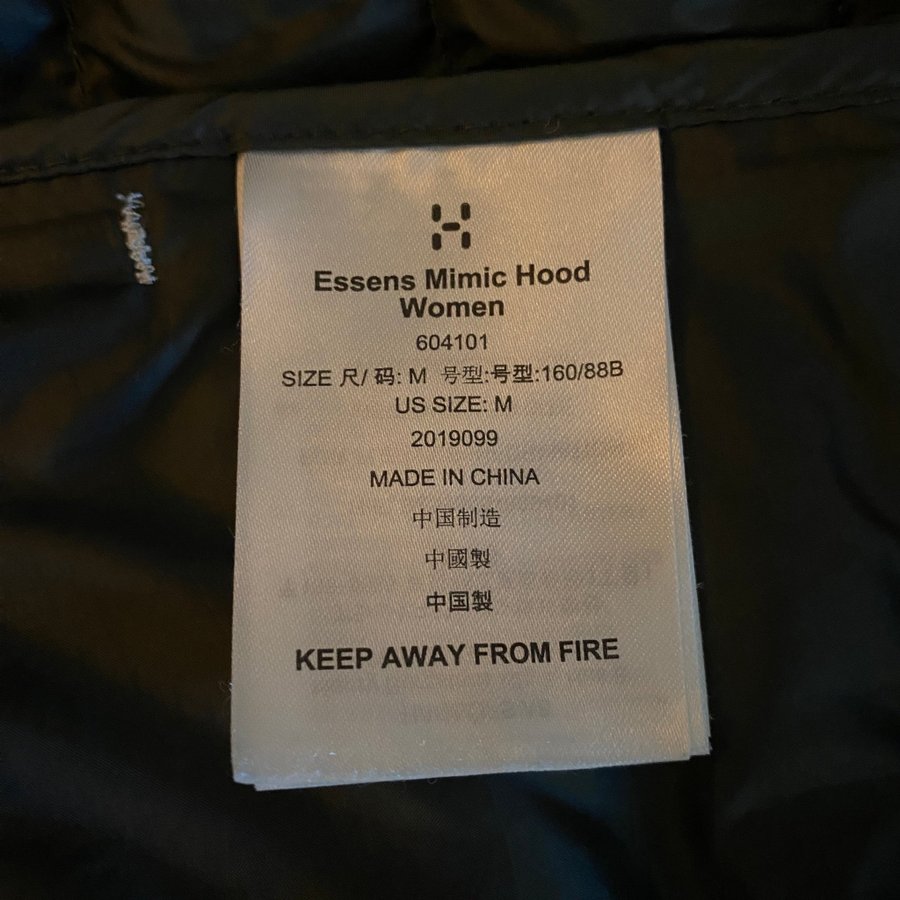 Essens Mimic Hood
Women
604101
SIZE 尺/ 码: M 号型:号型:160/88B
US SIZE: M
2019099
MADE IN CHINA
中国制造
中國製
中国製
KEEP AWAY FROM FIRE